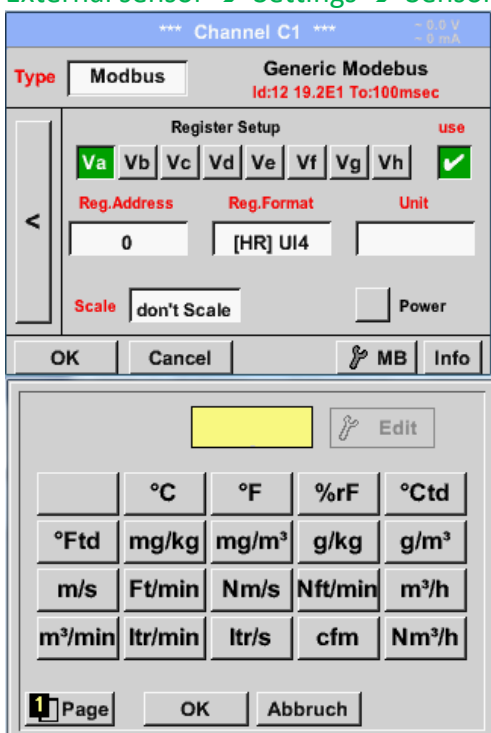 External sensor → Settings → Sensor
*** Channel C1 *** ~ 0.0 V
~ 0 mA
Type Modbus Generic Modebus
Id:12 19.2E1 To:100msec
Register Setup use
Va Vb Vc Vd Ve Vf Vg Vh ✔
Reg.Address Reg.Format Unit
< 0 [HR] UI4
Scale don't Scale Power
OK Cancel MB Info
Edit
°C °F %rF °Ctd
°Ftd mg/kg mg/m³ g/kg g/m³
m/s Ft/min Nm/s Nft/min m³/h
m³/min ltr/min ltr/s cfm Nm³/h
1 Page OK Abbruch